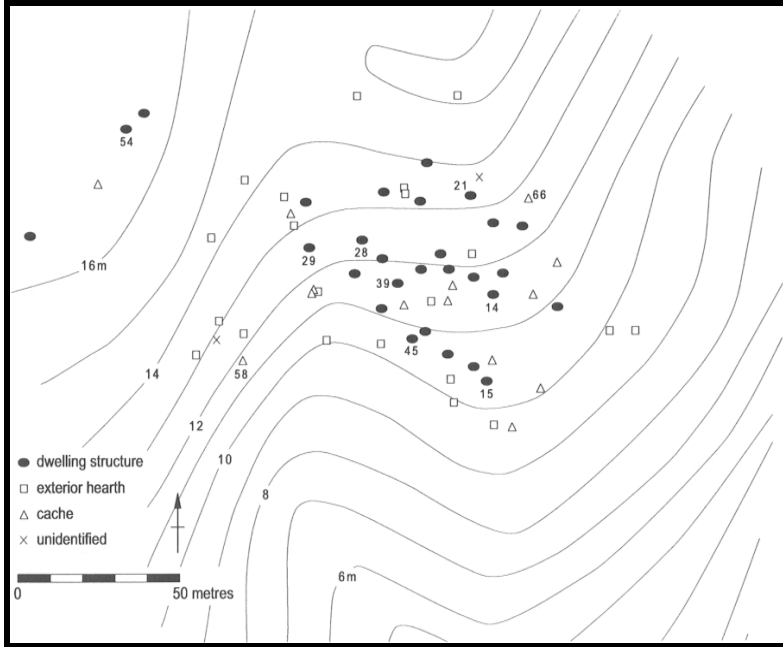 54
21
66
16m
29
28
39
14
45
58
15
14
12
10
8
6m
dwelling structure
exterior hearth
cache
unidentified
0 50 metres